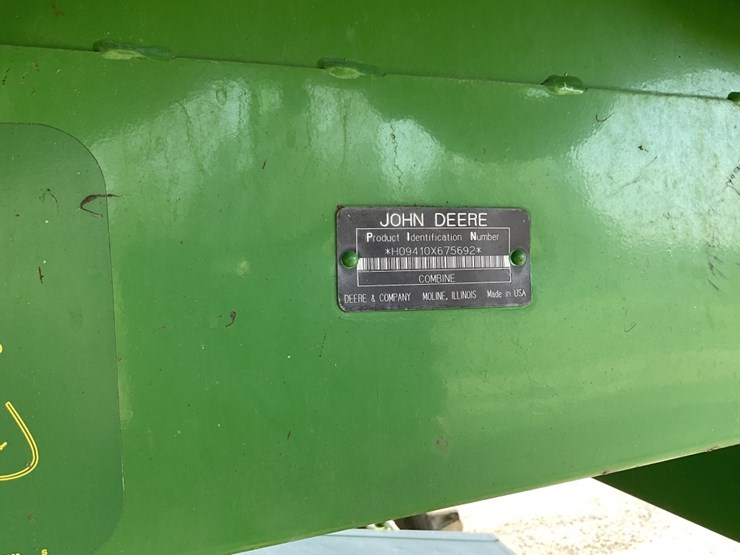 JOHN DEERE
Product Identification Number
*H09410X675692*
COMBINE
DEERE & COMPANY MOLINE, ILLINOIS Made in USA